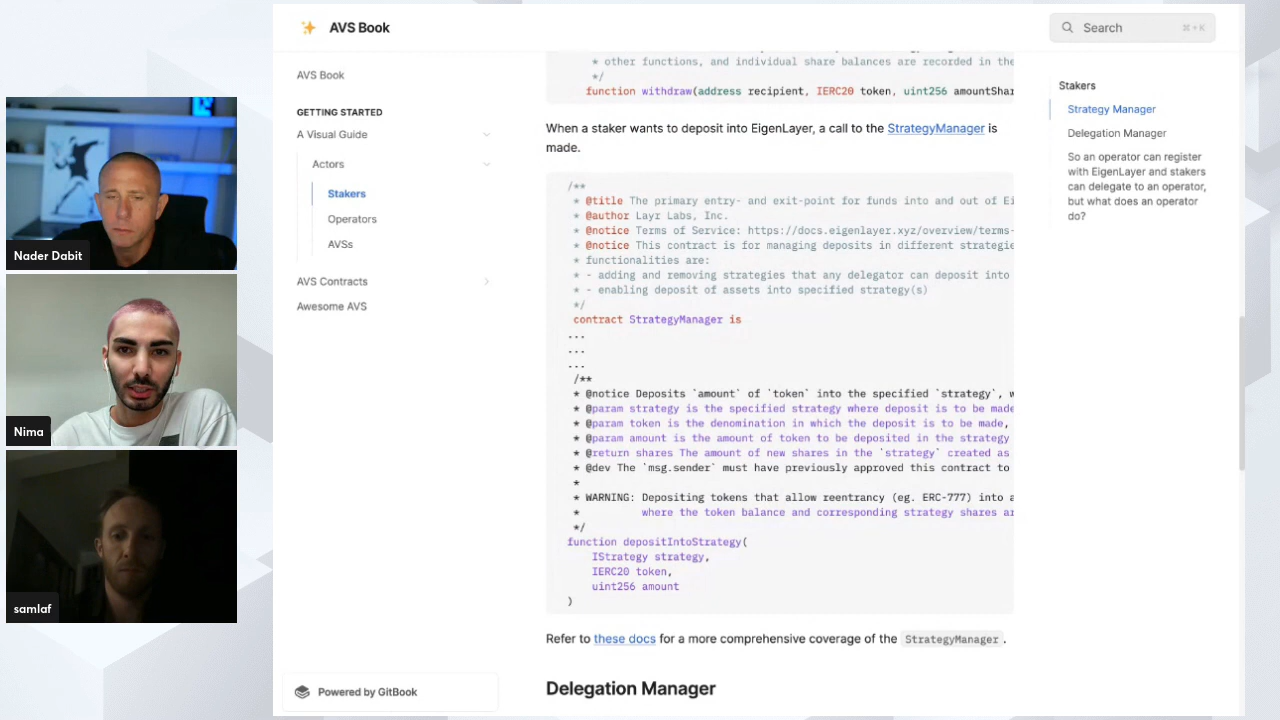 AVS Book
Search
⌘+K
AVS Book
GETTING STARTED
A Visual Guide
Actors
Stakers
Operators
AVSs
AVS Contracts
Awesome AVS
Powered by GitBook
* other functions, and individual share balances are recorded in the
*/
function withdraw(address recipient, IERC20 token, uint256 amountShar
When a staker wants to deposit into EigenLayer, a call to the StrategyManager is
made.
/**
* @title The primary entry- and exit-point for funds into and out of Ei
* @author Layr Labs, Inc.
* @notice Terms of Service: https://docs.eigenlayer.xyz/overview/terms-
* @notice This contract is for managing deposits in different strategie
* functionalities are:
* - adding and removing strategies that any delegator can deposit into
* - enabling deposit of assets into specified strategy(s)
*/
contract StrategyManager is
...
...
...
/**
* @notice Deposits `amount` of `token` into the specified `strategy`, w
* @param strategy is the specified strategy where deposit is to be made
* @param token is the denomination in which the deposit is to be made,
* @param amount is the amount of token to be deposited in the strategy
* @return shares The amount of new shares in the `strategy` created as
* @dev The `msg.sender` must have previously approved this contract to
*
* WARNING: Depositing tokens that allow reentrancy (eg. ERC-777) into a
* where the token balance and corresponding strategy shares ar
*/
function depositIntoStrategy(
IStrategy strategy,
IERC20 token,
uint256 amount
)
Refer to these docs for a more comprehensive coverage of the StrategyManager.
Delegation Manager
Stakers
Strategy Manager
Delegation Manager
So an operator can register
with EigenLayer and stakers
can delegate to an operator,
but what does an operator
do?
Nader Dabit
Nima
samlaf